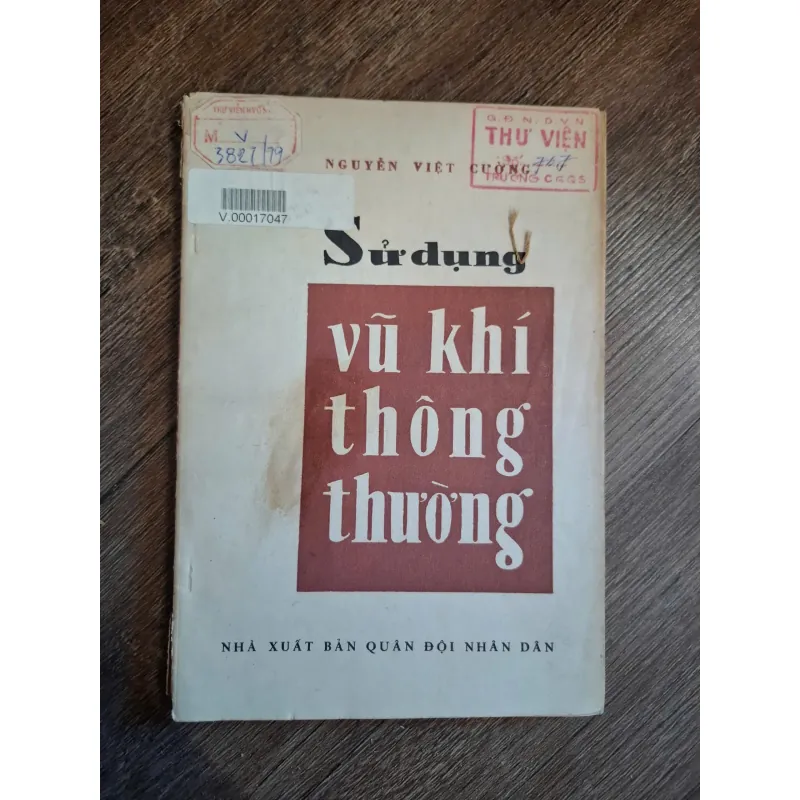 M V
3827/79
V.00017047
Q.Đ.N.D.V.N
THƯ VIỆN
TRƯỜNG
NGUYỄN VIỆT CƯỜNG
Sử dụng
vũ khí
thông
thường
NHÀ XUẤT BẢN QUÂN ĐỘI NHÂN DÂN